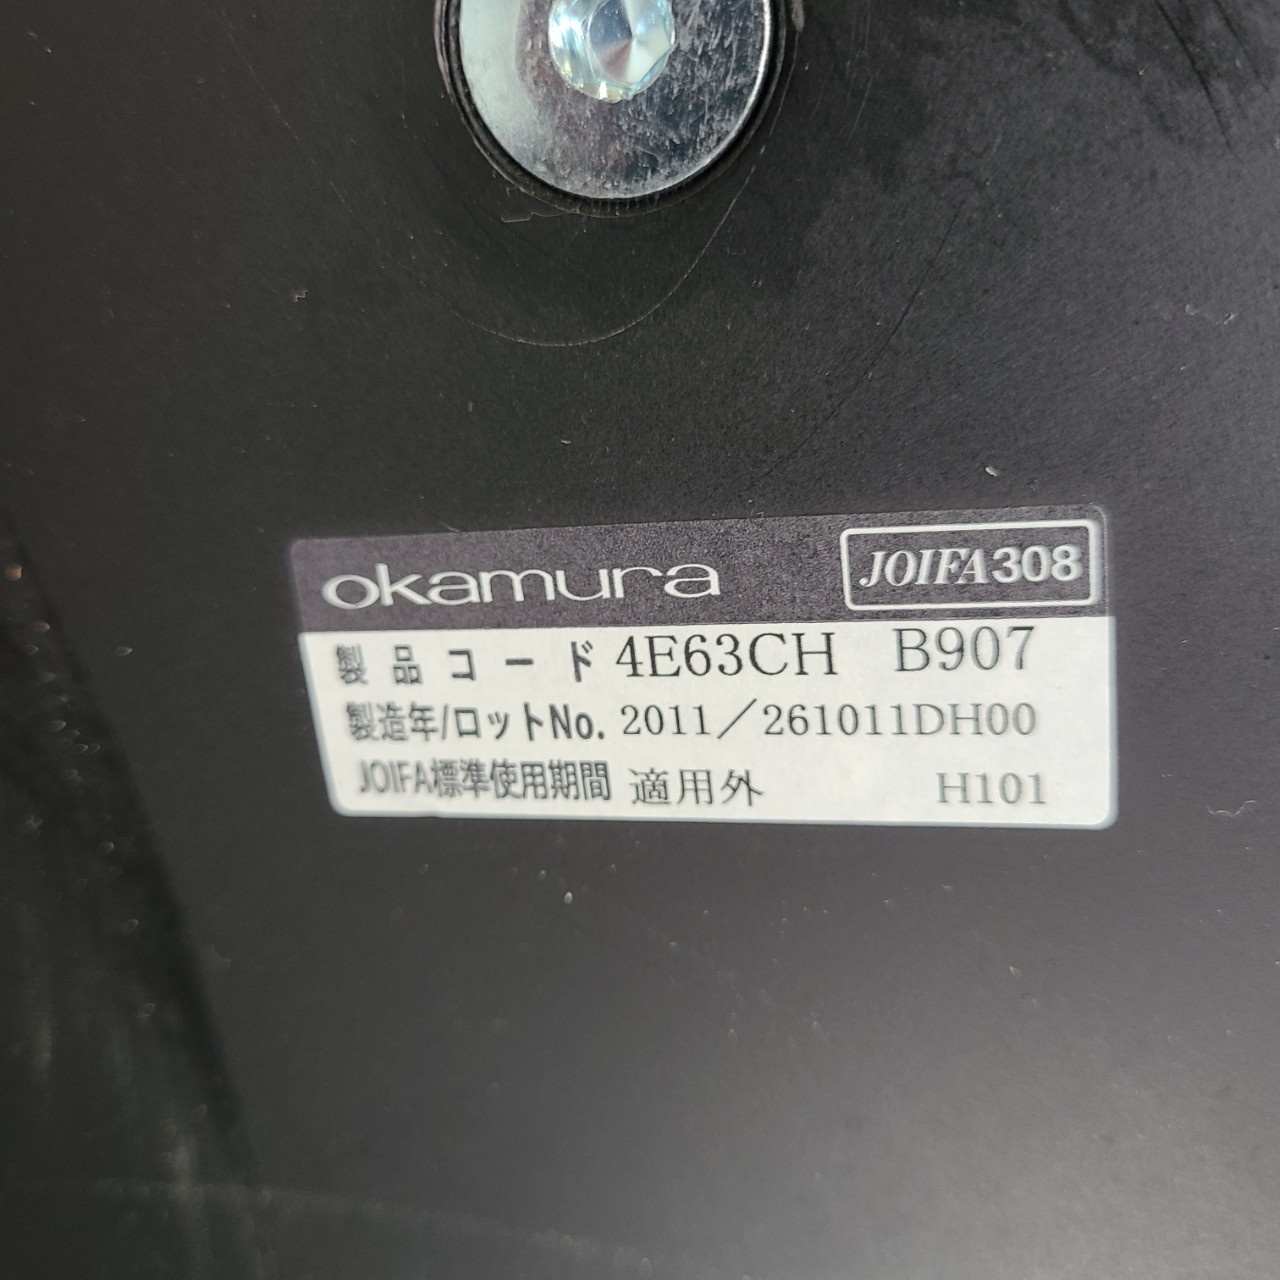 okamura JOIFA308
製品コード 4E63CH B907
製造年/ロットNo. 2011／261011DH00
JOIFA標準使用期間 適用外 H101